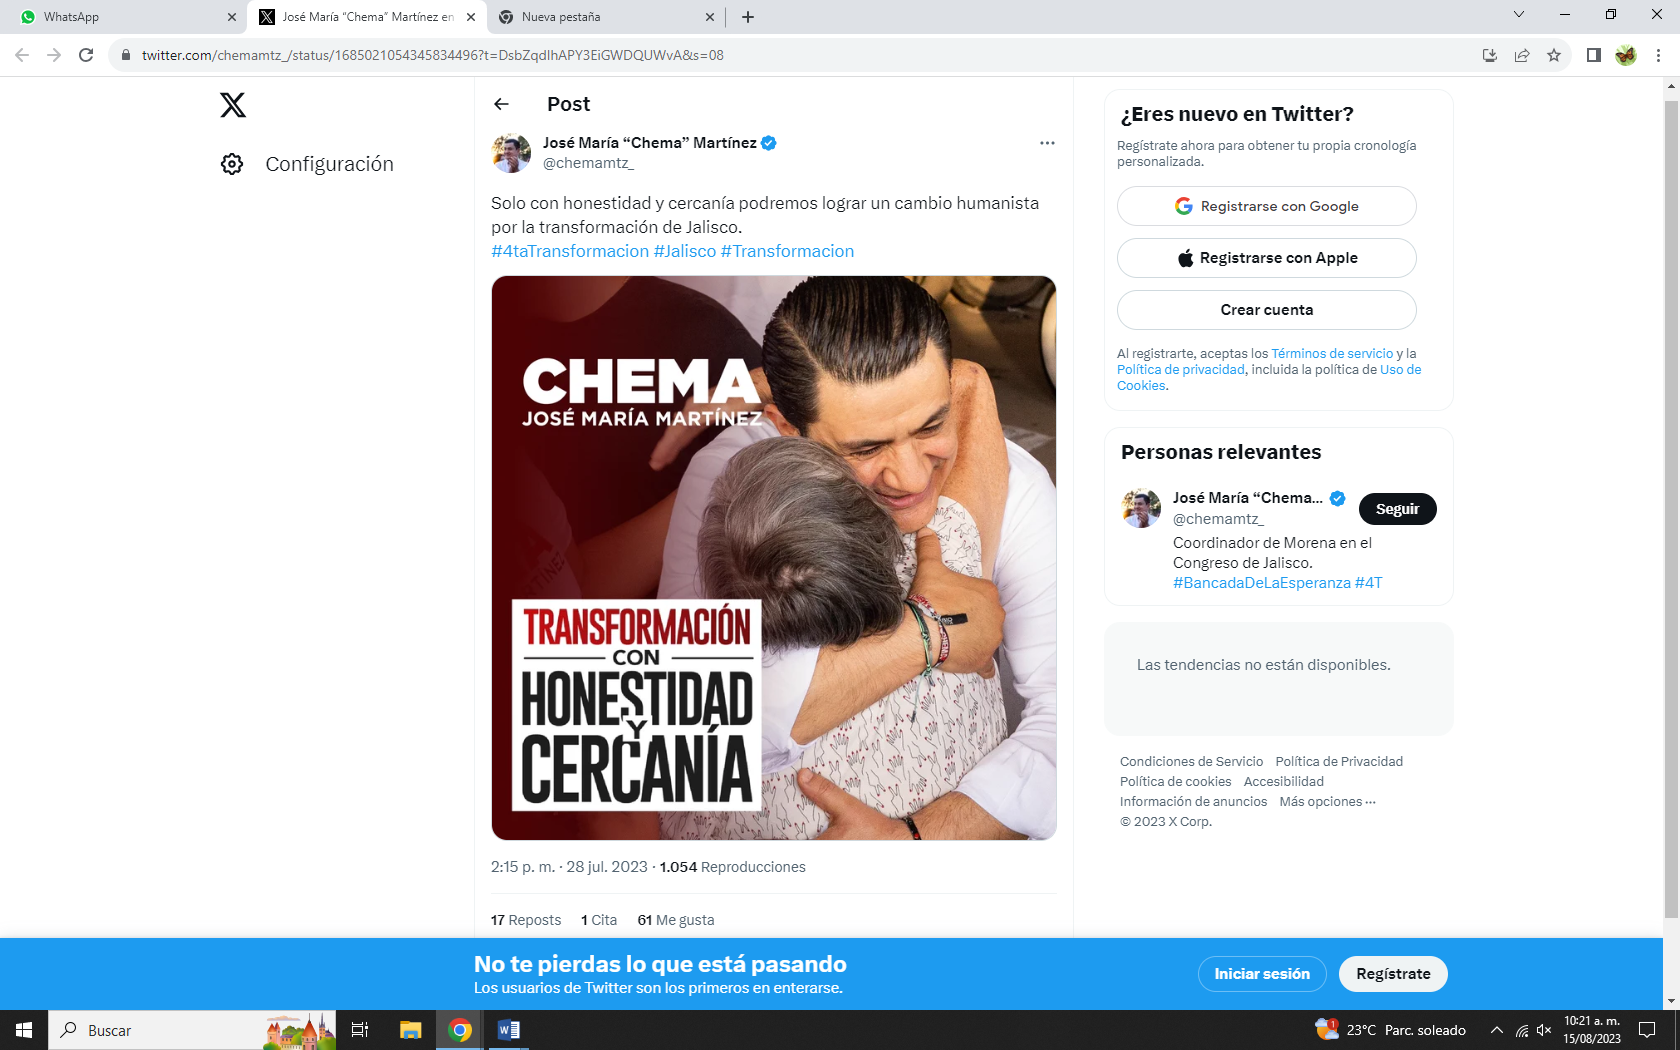 WhatsApp
José María “Chema” Martínez en
Nueva pestaña
twitter.com/chemamtz_/status/1685021054345834496?t=DsbZqdIhAPY3EiGWDQUWvA&s=08
Configuración
Post
José María “Chema” Martínez
@chemamtz_
Solo con honestidad y cercanía podremos lograr un cambio humanista
por la transformación de Jalisco.
#4taTransformacion #Jalisco #Transformacion
CHEMA
JOSÉ MARÍA MARTÍNEZ
TRANSFORMACIÓN
CON
HONESTIDAD
Y
CERCANÍA
2:15 p. m. · 28 jul. 2023 · 1.054 Reproducciones
17 Reposts 1 Cita 61 Me gusta
¿Eres nuevo en Twitter?
Regístrate ahora para obtener tu propia cronología
personalizada.
Registrarse con Google
Registrarse con Apple
Crear cuenta
Al registrarte, aceptas los Términos de servicio y la
Política de privacidad, incluida la política de Uso de
Cookies.
Personas relevantes
José María “Chema...
@chemamtz_
Seguir
Coordinador de Morena en el
Congreso de Jalisco.
#BancadaDeLaEsperanza #4T
Las tendencias no están disponibles.
Condiciones de Servicio Política de Privacidad
Política de cookies Accesibilidad
Información de anuncios Más opciones ···
© 2023 X Corp.
No te pierdas lo que está pasando
Los usuarios de Twitter son los primeros en enterarse.
Iniciar sesión
Regístrate
Buscar
1
23°C Parc. soleado
10:21 a. m.
15/08/2023